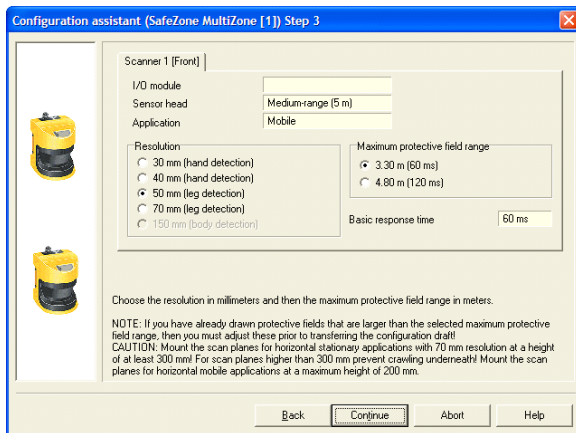 Configuration assistant (SafeZone MultiZone [1]) Step 3
Scanner 1 [Front]
I/O module
Sensor head Medium-range (5 m)
Application Mobile
Resolution
30 mm (hand detection)
40 mm (hand detection)
50 mm (leg detection)
70 mm (leg detection)
150 mm (body detection)
Maximum protective field range
3.30 m (60 ms)
4.80 m (120 ms)
Basic response time 60 ms
Choose the resolution in millimeters and then the maximum protective field range in meters.
NOTE: If you have already drawn protective fields that are larger than the selected maximum protective
field range, then you must adjust these prior to transferring the configuration draft!
CAUTION: Mount the scan planes for horizontal stationary applications with 70 mm resolution at a height
of at least 300 mm! For scan planes higher than 300 mm prevent crawling underneath! Mount the scan
planes for horizontal mobile applications at a maximum height of 200 mm.
Back Continue Abort Help